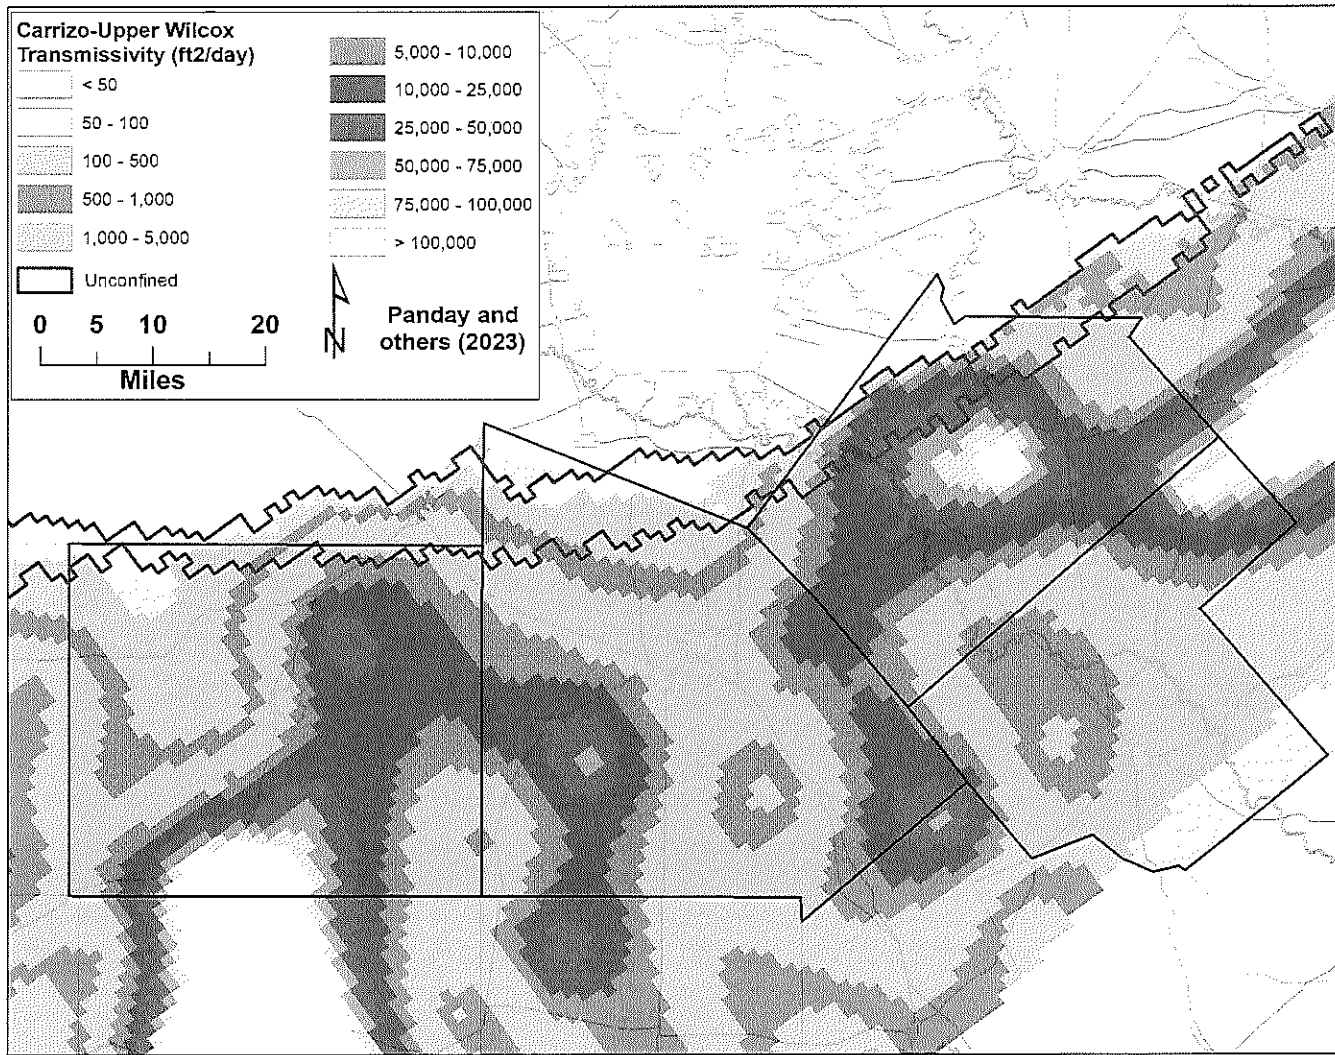 Carrizo-Upper Wilcox
Transmissivity (ft2/day)
< 50
50 - 100
100 - 500
500 - 1,000
1,000 - 5,000
Unconfined
5,000 - 10,000
10,000 - 25,000
25,000 - 50,000
50,000 - 75,000
75,000 - 100,000
> 100,000
0 5 10 20
Miles
N
Panday and
others (2023)